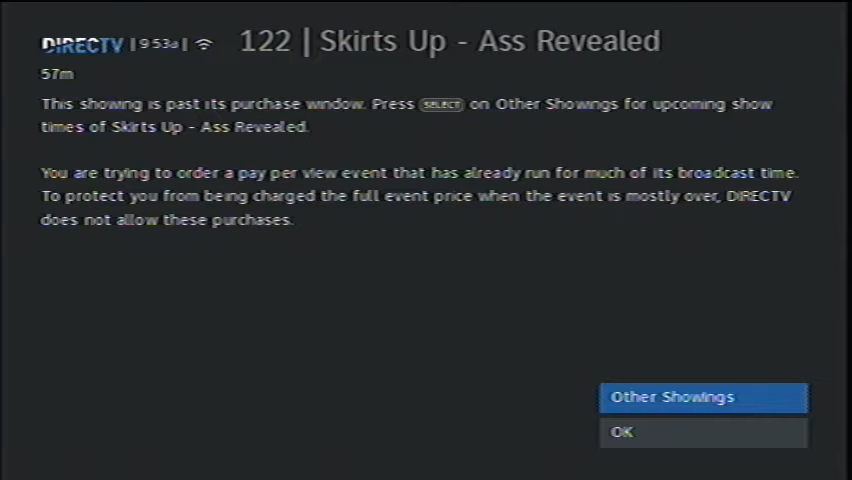 DIRECTV | 9:53a | 122 | Skirts Up - Ass Revealed
57m
This showing is past its purchase window. Press SELECT on Other Showings for upcoming show
times of Skirts Up - Ass Revealed.
You are trying to order a pay per view event that has already run for much of its broadcast time.
To protect you from being charged the full event price when the event is mostly over, DIRECTV
does not allow these purchases.
Other Showings
OK